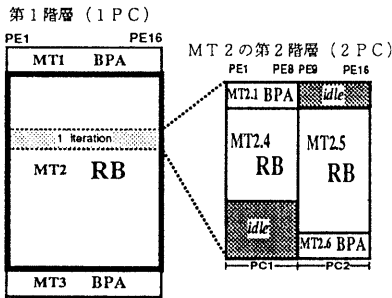 第1階層（1PC）
PE1 PE16
MT1 BPA
1 Iteration
MT2 RB
MT3 BPA
MT2の第2階層（2PC）
PE1 PE8 PE9 PE16
MT2.1 BPA idle
MT2.4 MT2.5
RB RB
idle
MT2.6 BPA
PC1 PC2